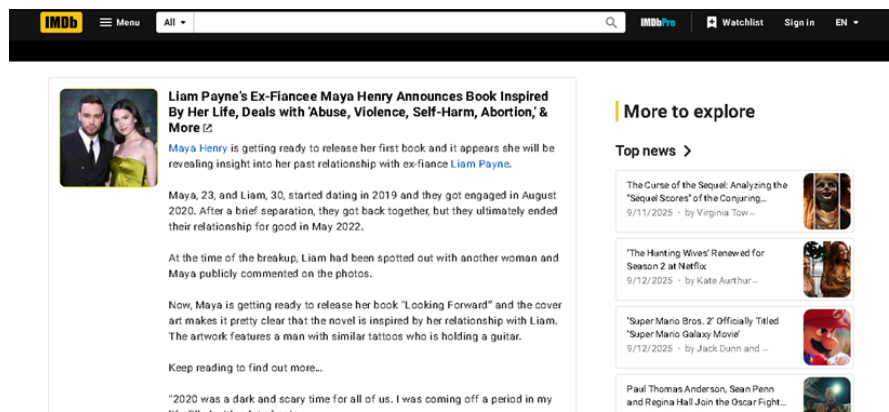 IMDb Menu All IMDbPro Watchlist Sign in EN
Liam Payne's Ex-Fiancee Maya Henry Announces Book Inspired
By Her Life, Deals with 'Abuse, Violence, Self-Harm, Abortion,' &
More
Maya Henry is getting ready to release her first book and it appears she will be
revealing insight into her past relationship with ex-fiance Liam Payne.
Maya, 23, and Liam, 30, started dating in 2019 and they got engaged in August
2020. After a brief separation, they got back together, but they ultimately ended
their relationship for good in May 2022.
At the time of the breakup, Liam had been spotted out with another woman and
Maya publicly commented on the photos.
Now, Maya is getting ready to release her book "Looking Forward" and the cover
art makes it pretty clear that the novel is inspired by her relationship with Liam.
The artwork features a man with similar tattoos who is holding a guitar.
Keep reading to find out more…
"2020 was a dark and scary time for all of us. I was coming off a period in my
More to explore
Top news
The Curse of the Sequel: Analyzing the
"Sequel Scores" of the Conjuring…
9/11/2025 · by Virginia Tow…
'The Hunting Wives' Renewed for
Season 2 at Netflix
9/12/2025 · by Kate Aurthur…
'Super Mario Bros. 2' Officially Titled
'Super Mario Galaxy Movie'
9/12/2025 · by Jack Dunn and …
Paul Thomas Anderson, Sean Penn
and Regina Hall Join the Oscar Fight…